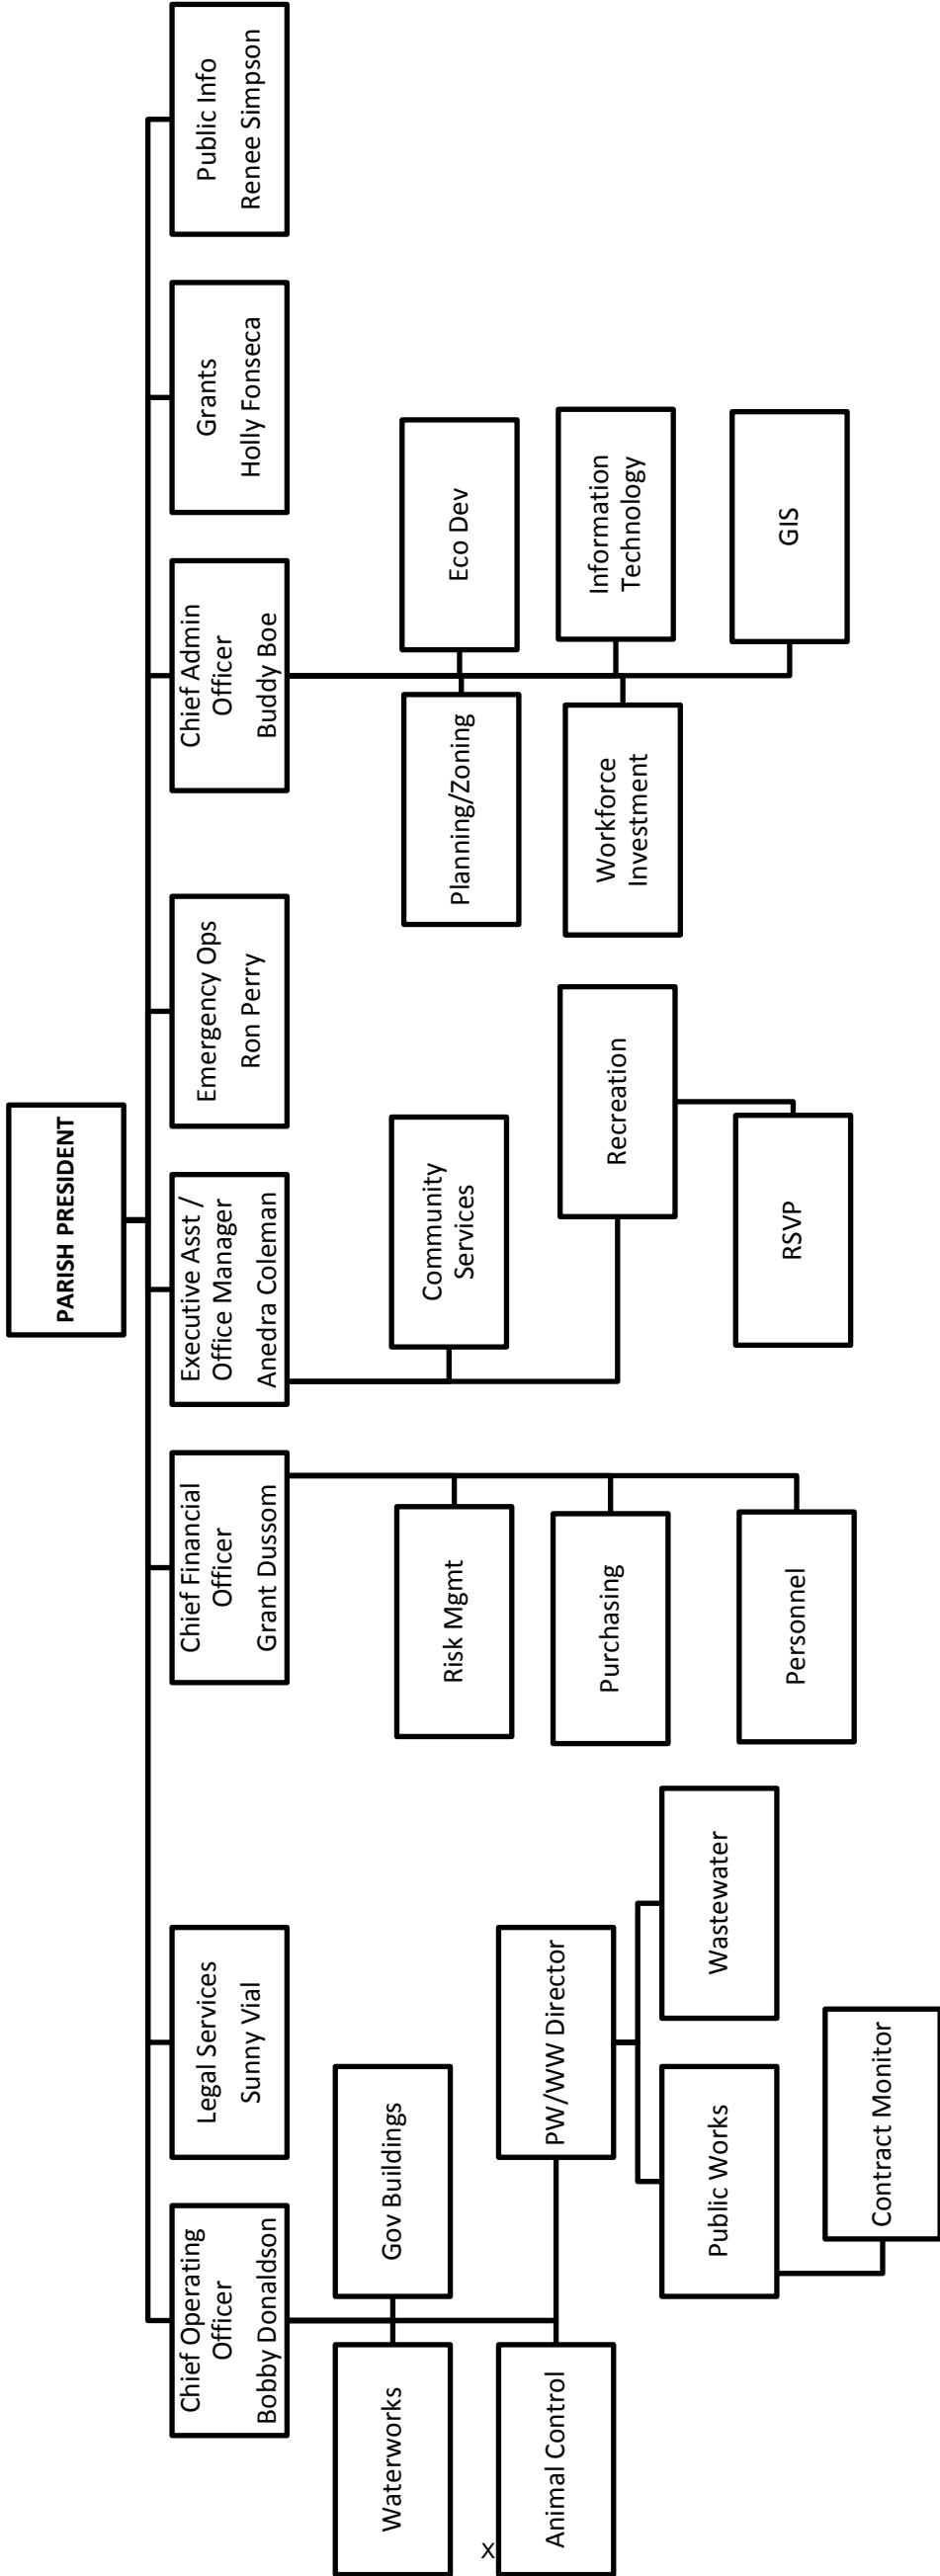 PARISH PRESIDENT
Chief Operating
Officer
Bobby Donaldson
Legal Services
Sunny Vial
Chief Financial
Officer
Grant Dussom
Executive Asst /
Office Manager
Anedra Coleman
Emergency Ops
Ron Perry
Chief Admin
Officer
Buddy Boe
Grants
Holly Fonseca
Public Info
Renee Simpson
Waterworks
Gov Buildings
Animal Control
PW/WW Director
Public Works
Wastewater
Contract Monitor
Risk Mgmt
Purchasing
Personnel
Community
Services
Recreation
RSVP
Planning/Zoning
Eco Dev
Workforce
Investment
Information
Technology
GIS
x